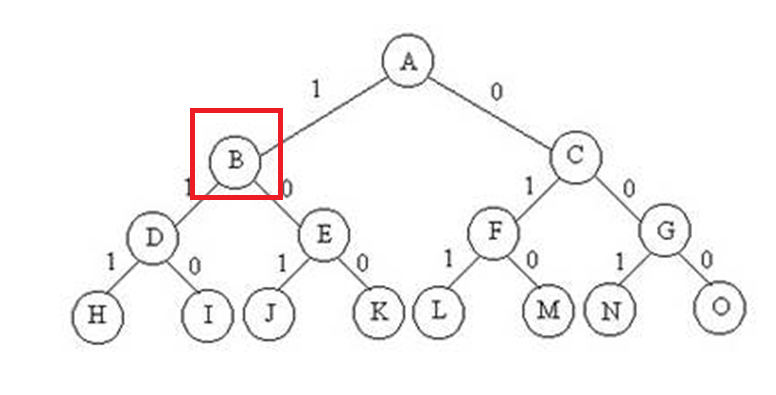 A
1 0
B C
1 0 1 0
D E F G
1 0 1 0 1 0 1 0
H I J K L M N O